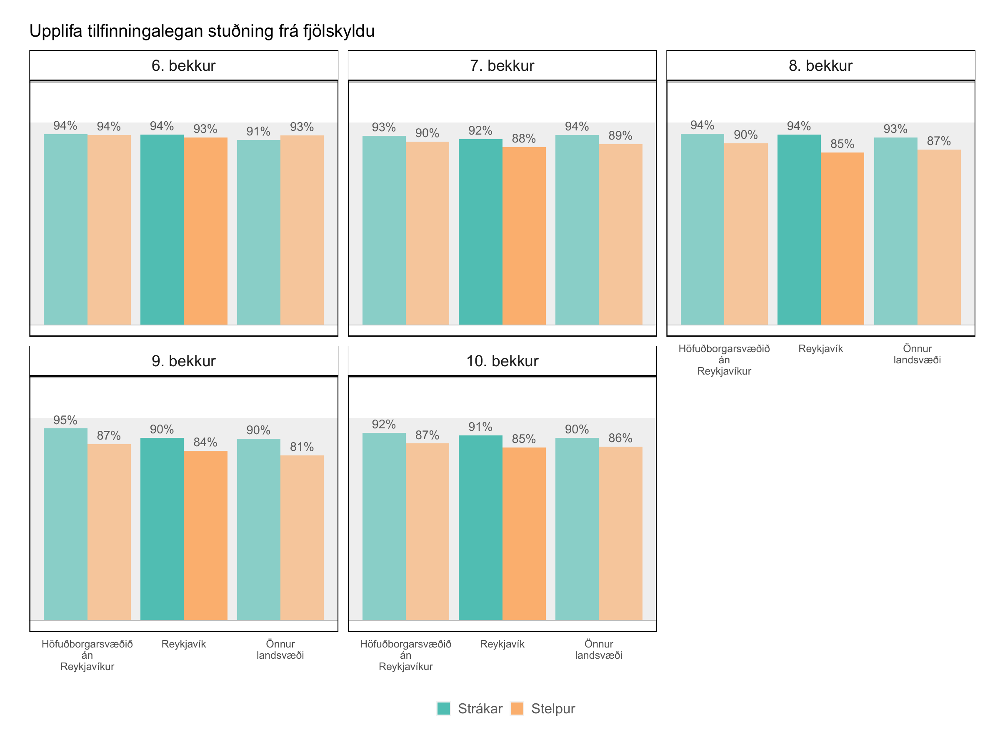 Upplifa tilfinningalegan stuðning frá fjölskyldu
6. bekkur
94%
94%
94%
93%
91%
93%
7. bekkur
93%
90%
92%
88%
94%
89%
8. bekkur
94%
90%
94%
85%
93%
87%
Höfuðborgarsvæðið
án
Reykjavíkur
Reykjavík
Önnur
landsvæði
9. bekkur
95%
87%
90%
84%
90%
81%
Höfuðborgarsvæðið
án
Reykjavíkur
Reykjavík
Önnur
landsvæði
10. bekkur
92%
87%
91%
85%
90%
86%
Höfuðborgarsvæðið
án
Reykjavíkur
Reykjavík
Önnur
landsvæði
Strákar
Stelpur